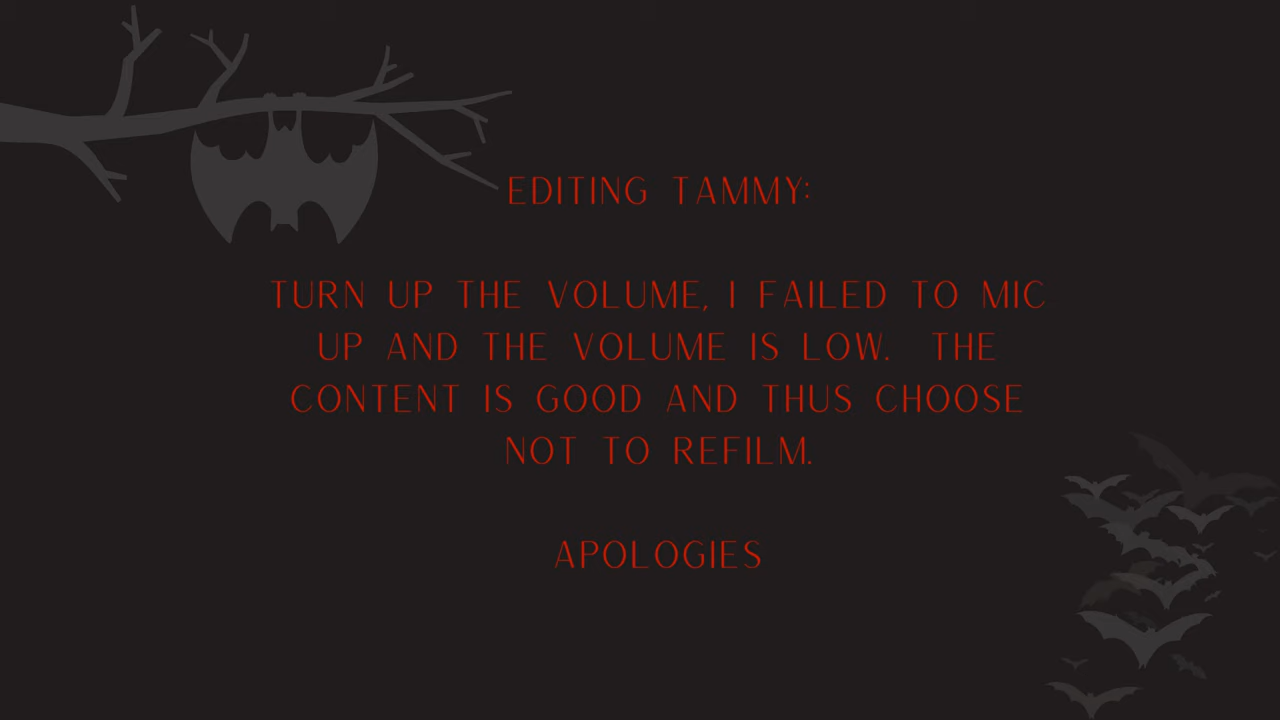 EDITING TAMMY:
TURN UP THE VOLUME, I FAILED TO MIC
UP AND THE VOLUME IS LOW. THE
CONTENT IS GOOD AND THUS CHOOSE
NOT TO REFILM.
APOLOGIES